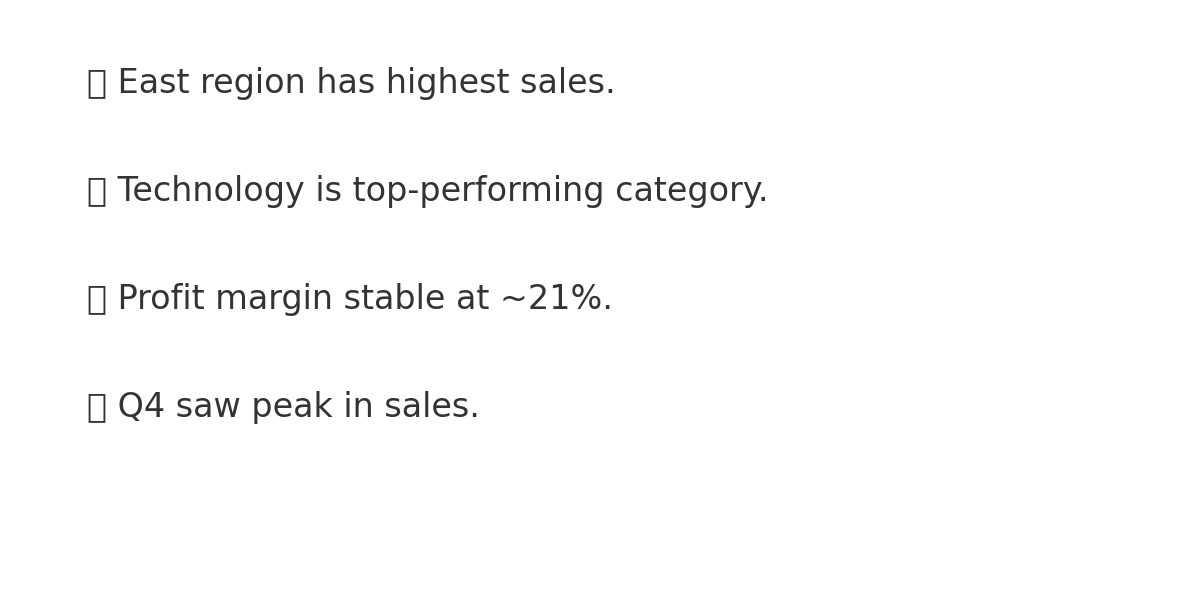 East region has highest sales.
Technology is top-performing category.
Profit margin stable at ~21%.
Q4 saw peak in sales.